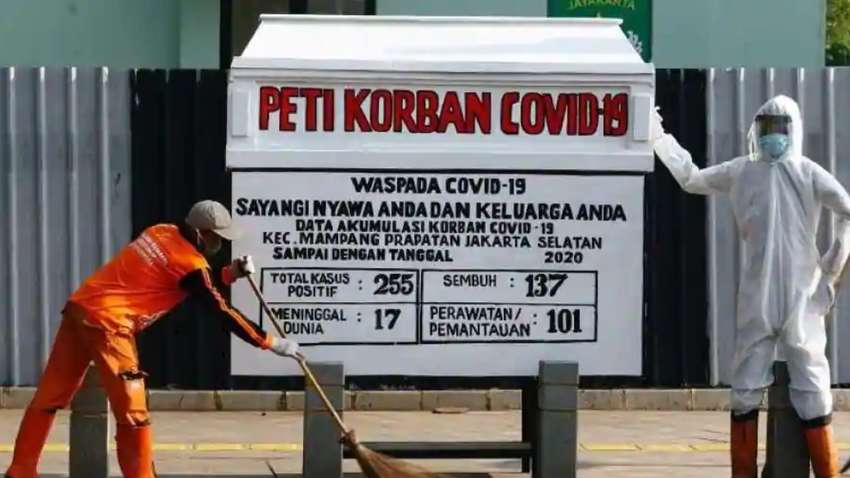 JAYAKARTA
PETI KORBAN COVID-19
WASPADA COVID-19
SAYANGI NYAWA ANDA DAN KELUARGA ANDA
DATA AKUMULASI KORBAN COVID-19
KEC. MAMPANG PRAPATAN JAKARTA SELATAN
SAMPAI DENGAN TANGGAL 2020
TOTAL KASUS POSITIF : 255
SEMBUH : 137
MENINGGAL DUNIA : 17
PERAWATAN/ PEMANTAUAN : 101